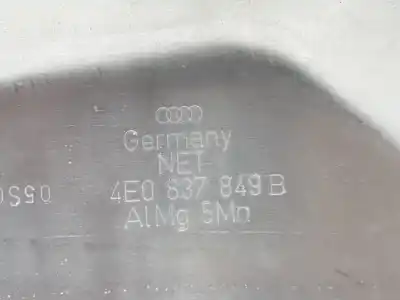 Germany
NET
4E0 837 849 B
AlMg 5Mn